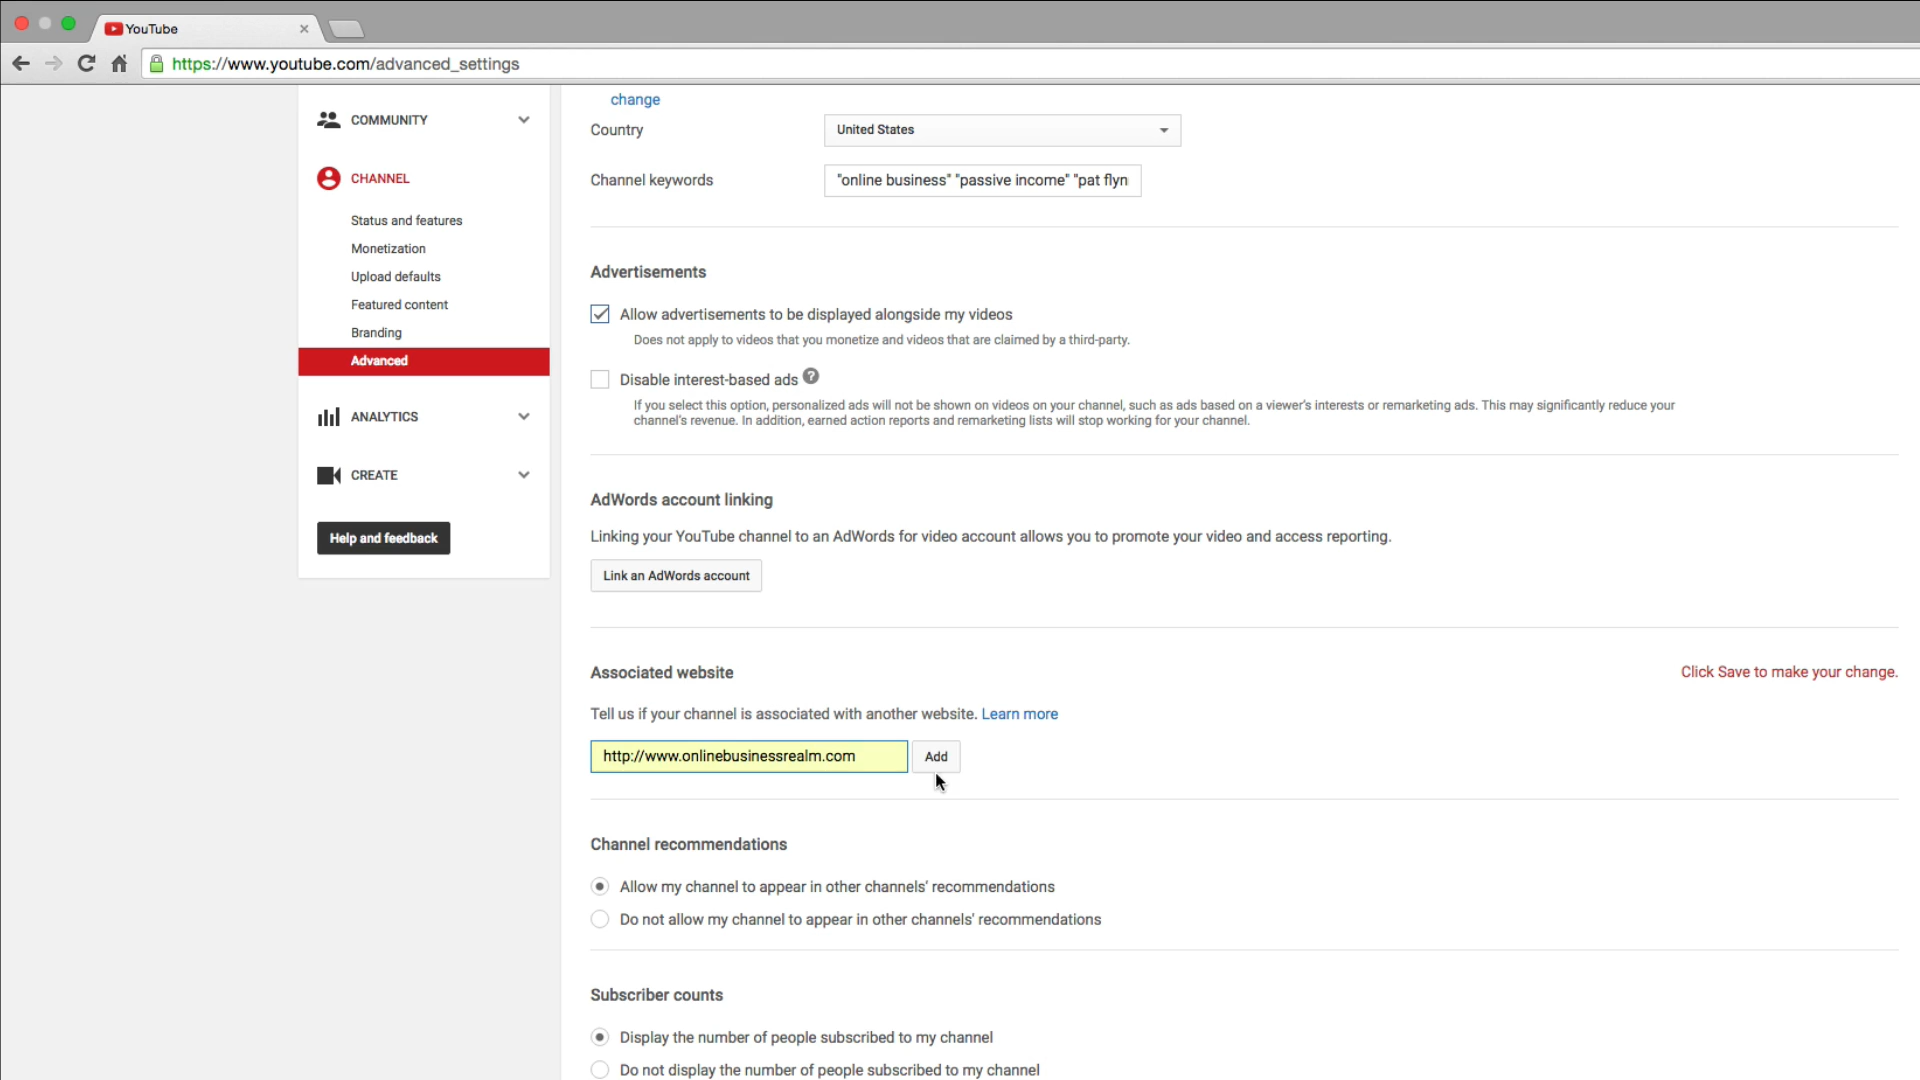 YouTube
https://www.youtube.com/advanced_settings
change
COMMUNITY
Country
United States
CHANNEL
Channel keywords
"online business" "passive income" "pat flyn
Status and features
Monetization
Upload defaults
Featured content
Branding
Advanced
ANALYTICS
CREATE
Help and feedback
Advertisements
Allow advertisements to be displayed alongside my videos
Does not apply to videos that you monetize and videos that are claimed by a third-party.
Disable interest-based ads ?
If you select this option, personalized ads will not be shown on videos on your channel, such as ads based on a viewer's interests or remarketing ads. This may significantly reduce your
channel's revenue. In addition, earned action reports and remarketing lists will stop working for your channel.
AdWords account linking
Linking your YouTube channel to an AdWords for video account allows you to promote your video and access reporting.
Link an AdWords account
Associated website
Click Save to make your change.
Tell us if your channel is associated with another website. Learn more
http://www.onlinebusinessrealm.com
Add
Channel recommendations
Allow my channel to appear in other channels' recommendations
Do not allow my channel to appear in other channels' recommendations
Subscriber counts
Display the number of people subscribed to my channel
Do not display the number of people subscribed to my channel